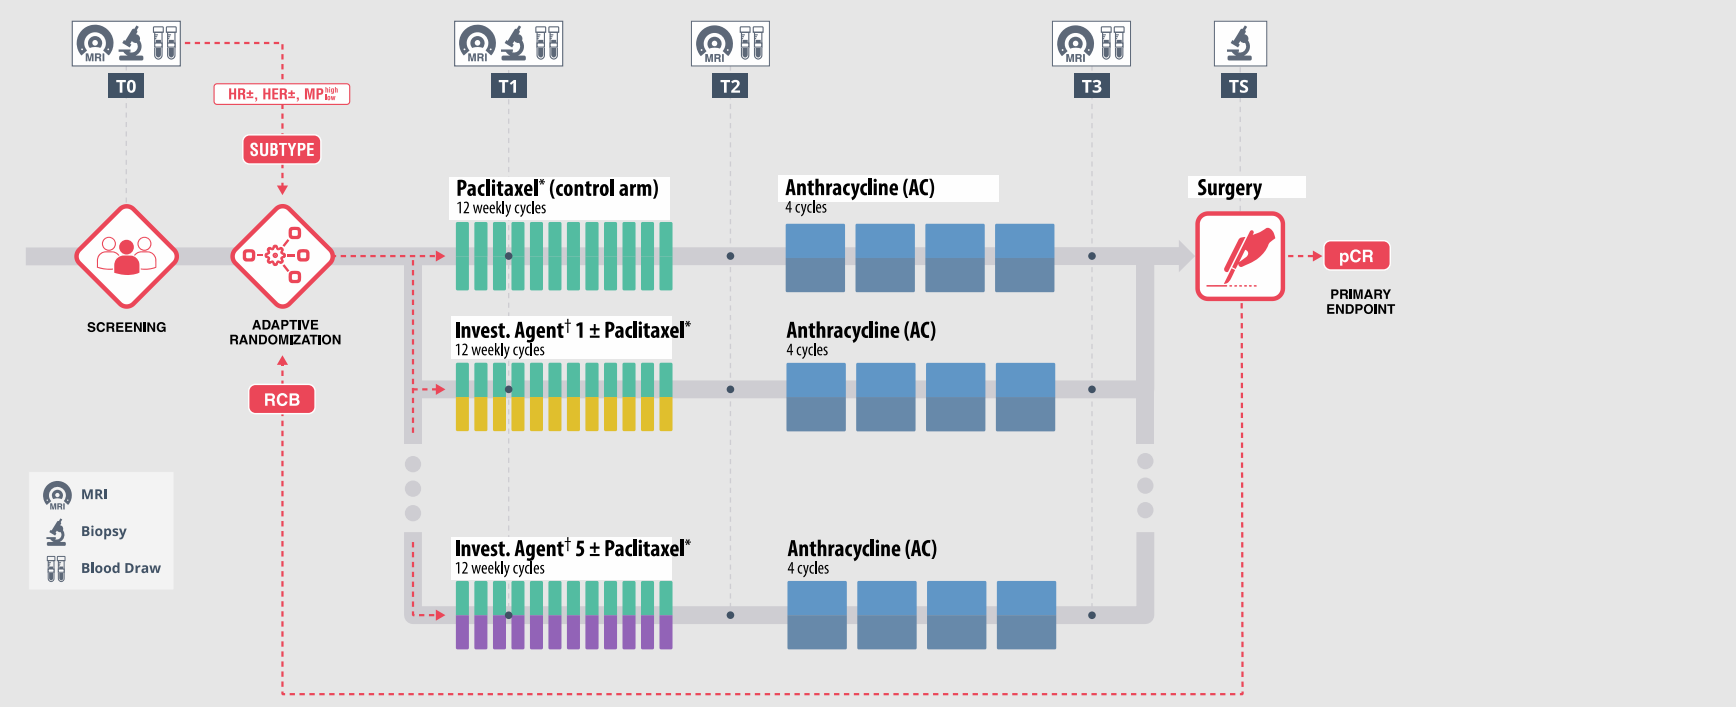 MRI
MRI
MRI
MRI
T0
T1
T2
T3
TS
HR±, HER±, MP high low
SUBTYPE
Paclitaxel* (control arm)
12 weekly cycles
Anthracycline (AC)
4 cycles
Surgery
pCR
PRIMARY
ENDPOINT
SCREENING
ADAPTIVE
RANDOMIZATION
Invest. Agent† 1 ± Paclitaxel*
12 weekly cycles
Anthracycline (AC)
4 cycles
RCB
MRI
MRI
Biopsy
Blood Draw
Invest. Agent† 5 ± Paclitaxel*
12 weekly cycles
Anthracycline (AC)
4 cycles